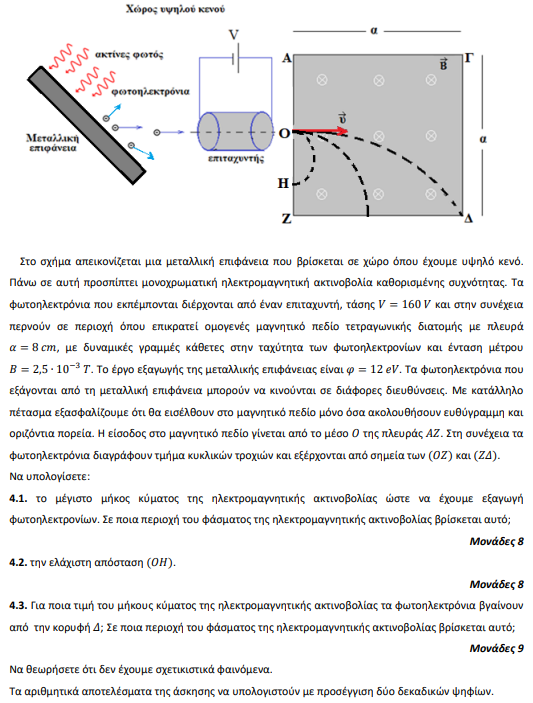 Χώρος υψηλού κενού
V
α
ακτίνες φωτός
Α
B
Γ
φωτοηλεκτρόνια
Ο
υ
α
Μεταλλική
επιφάνεια
επιταχυντής
Η
Ζ
Δ
Στο σχήμα απεικονίζεται μια μεταλλική επιφάνεια που βρίσκεται σε χώρο όπου έχουμε υψηλό κενό.
Πάνω σε αυτή προσπίπτει μονοχρωματική ηλεκτρομαγνητική ακτινοβολία καθορισμένης συχνότητας. Τα
φωτοηλεκτρόνια που εκπέμπονται διέρχονται από έναν επιταχυντή, τάσης V = 160 V και στην συνέχεια
περνούν σε περιοχή όπου επικρατεί ομογενές μαγνητικό πεδίο τετραγωνικής διατομής με πλευρά
α = 8 cm, με δυναμικές γραμμές κάθετες στην ταχύτητα των φωτοηλεκτρονίων και ένταση μέτρου
B = 2,5 · 10⁻³ T. Το έργο εξαγωγής της μεταλλικής επιφάνειας είναι φ = 12 eV. Τα φωτοηλεκτρόνια που
εξάγονται από τη μεταλλική επιφάνεια μπορούν να κινούνται σε διάφορες διευθύνσεις. Με κατάλληλο
πέτασμα εξασφαλίζουμε ότι θα εισέλθουν στο μαγνητικό πεδίο μόνο όσα ακολουθήσουν ευθύγραμμη και
οριζόντια πορεία. Η είσοδος στο μαγνητικό πεδίο γίνεται από το μέσο O της πλευράς AZ. Στη συνέχεια τα
φωτοηλεκτρόνια διαγράφουν τμήμα κυκλικών τροχιών και εξέρχονται από σημεία των (OZ) και (ZΔ).
Να υπολογίσετε:
4.1. το μέγιστο μήκος κύματος της ηλεκτρομαγνητικής ακτινοβολίας ώστε να έχουμε εξαγωγή
φωτοηλεκτρονίων. Σε ποια περιοχή του φάσματος της ηλεκτρομαγνητικής ακτινοβολίας βρίσκεται αυτό;
Μονάδες 8
4.2. την ελάχιστη απόσταση (OH).
Μονάδες 8
4.3. Για ποια τιμή του μήκους κύματος της ηλεκτρομαγνητικής ακτινοβολίας τα φωτοηλεκτρόνια βγαίνουν
από την κορυφή Δ; Σε ποια περιοχή του φάσματος της ηλεκτρομαγνητικής ακτινοβολίας βρίσκεται αυτό;
Μονάδες 9
Να θεωρήσετε ότι δεν έχουμε σχετικιστικά φαινόμενα.
Τα αριθμητικά αποτελέσματα της άσκησης να υπολογιστούν με προσέγγιση δύο δεκαδικών ψηφίων.